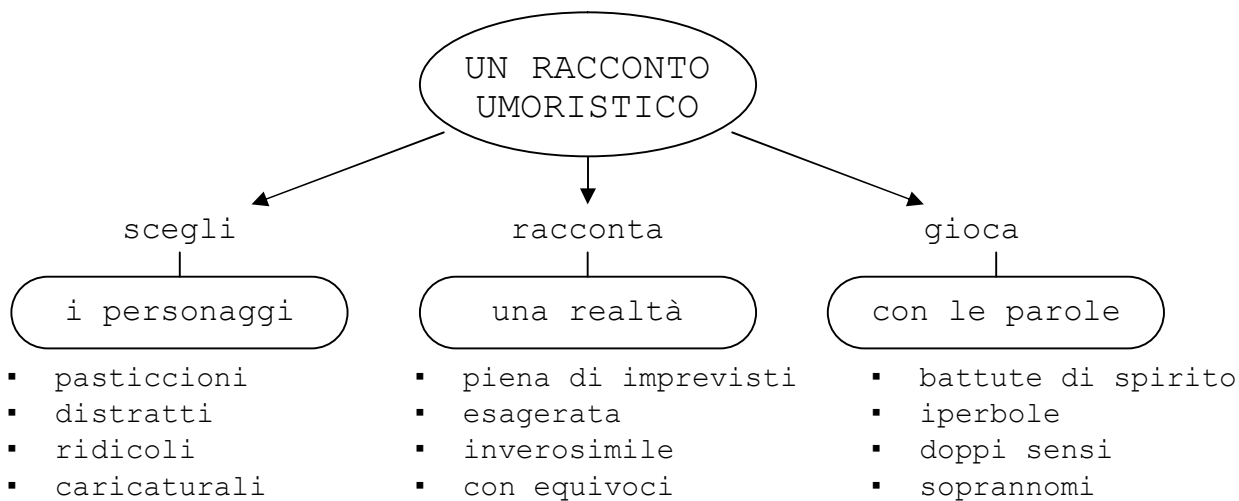 UN RACCONTO
UMORISTICO
scegli
racconta
gioca
i personaggi
una realtà
con le parole
▪ pasticcioni
▪ distratti
▪ ridicoli
▪ caricaturali
▪ piena di imprevisti
▪ esagerata
▪ inverosimile
▪ con equivoci
▪ battute di spirito
▪ iperbole
▪ doppi sensi
▪ soprannomi